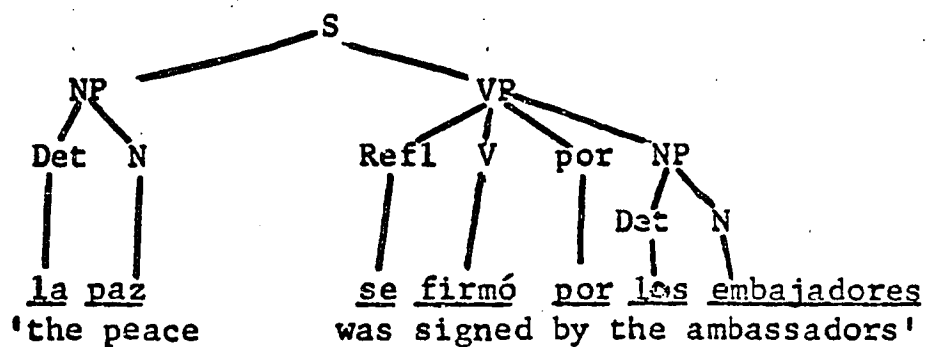 S
NP VP
Det N Refl V por NP
Det N
la paz se firmó por los embajadores
'the peace was signed by the ambassadors'